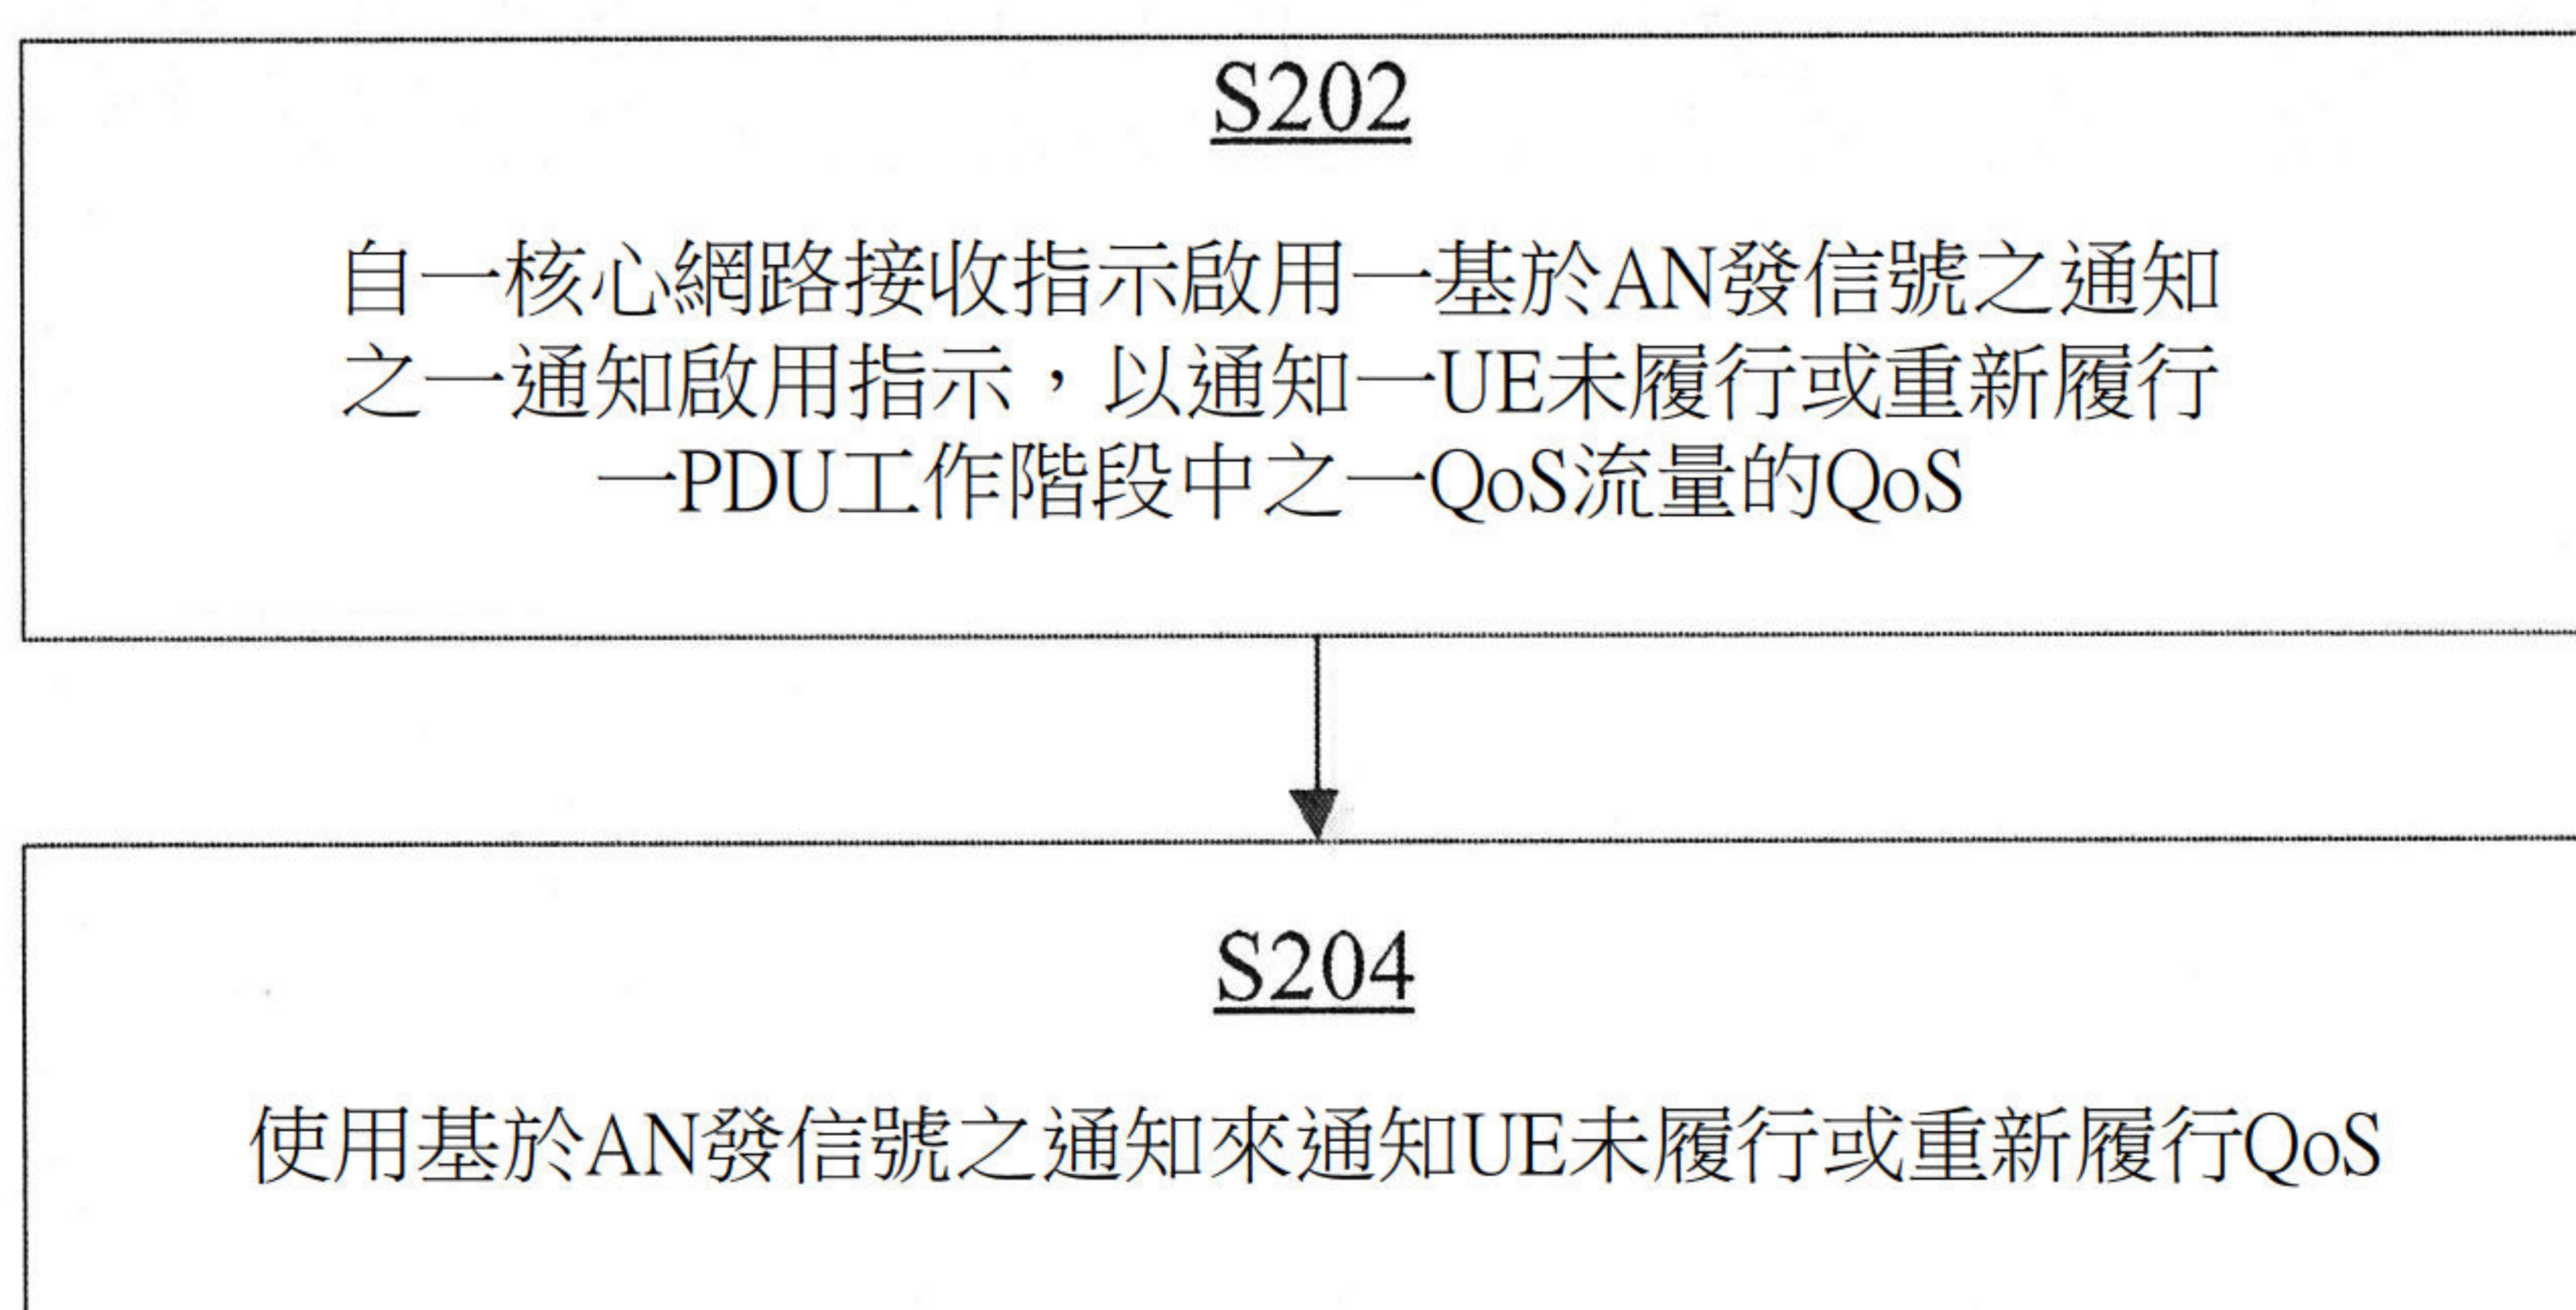 S202
自一核心網路接收指示啟用一基於AN發信號之通知
之一通知啟用指示，以通知一UE未履行或重新履行
一PDU工作階段中之一QoS流量的QoS
S204
使用基於AN發信號之通知來通知UE未履行或重新履行QoS